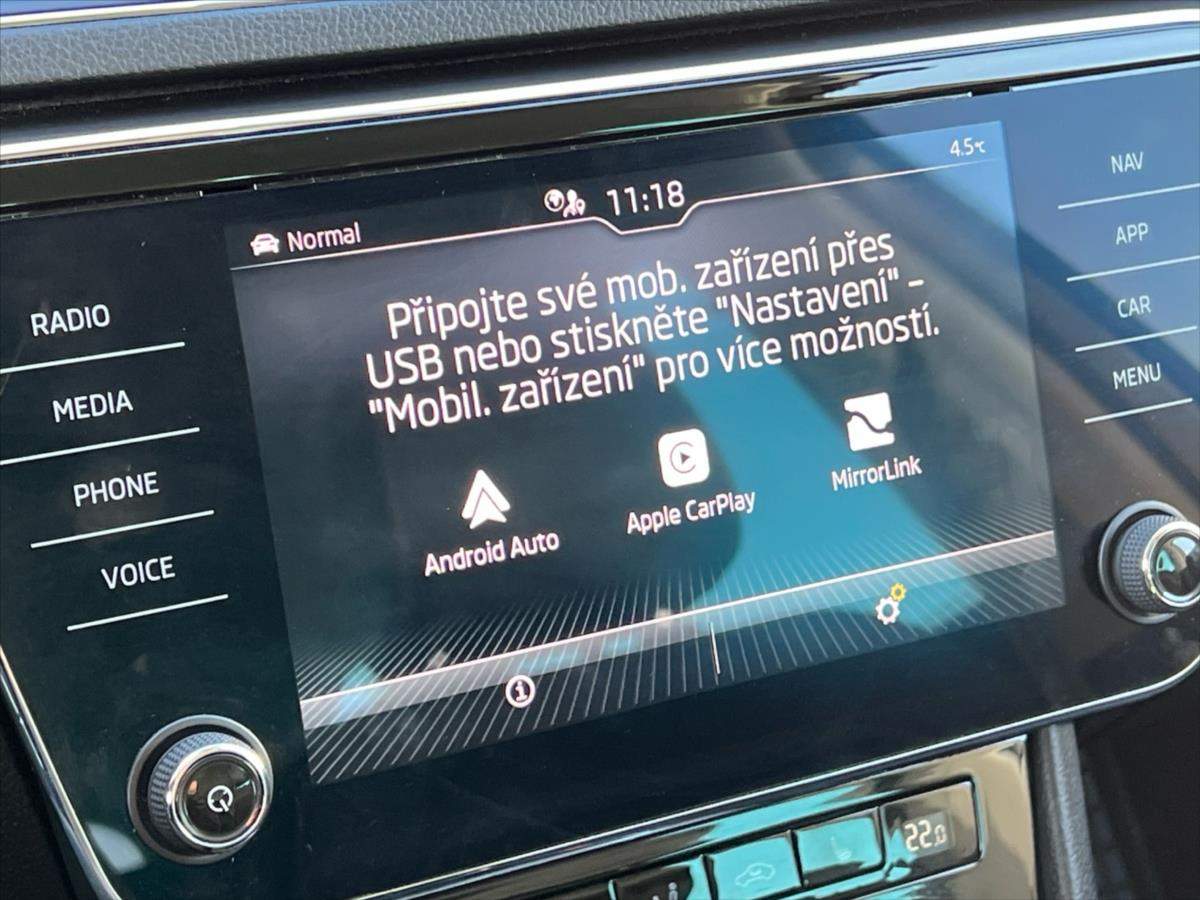 4.5°C
11:18
Normal
Připojte své mob. zařízení přes
USB nebo stiskněte "Nastavení" -
"Mobil. zařízení" pro více možností.
Android Auto
Apple CarPlay
MirrorLink
RADIO
MEDIA
PHONE
VOICE
NAV
APP
CAR
MENU
22.0